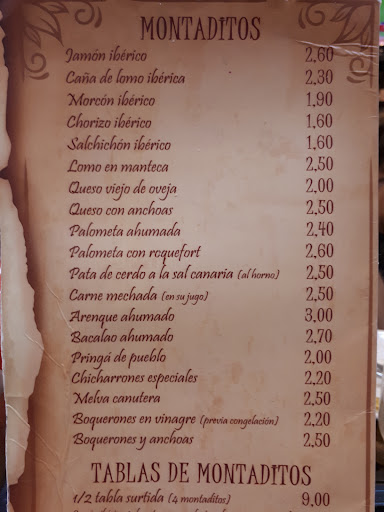 MONTADITOS
Jamón ibérico 2,60
Caña de lomo ibérica 2,30
Morcón ibérico 1,90
Chorizo ibérico 1,60
Salchichón ibérico 1,60
Lomo en manteca 2,50
Queso viejo de oveja 2,00
Queso con anchoas 2,50
Palometa ahumada 2,40
Palometa con roquefort 2,60
Pata de cerdo a la sal canaria (al horno) 2,50
Carne mechada (en su jugo) 2,50
Arenque ahumado 3,00
Bacalao ahumado 2,70
Pringá de pueblo 2,00
Chicharrones especiales 2,20
Melva canutera 2,50
Boquerones en vinagre (previa congelación) 2,20
Boquerones y anchoas 2,50
TABLAS DE MONTADITOS
1/2 tabla surtida (4 montaditos) 9,00